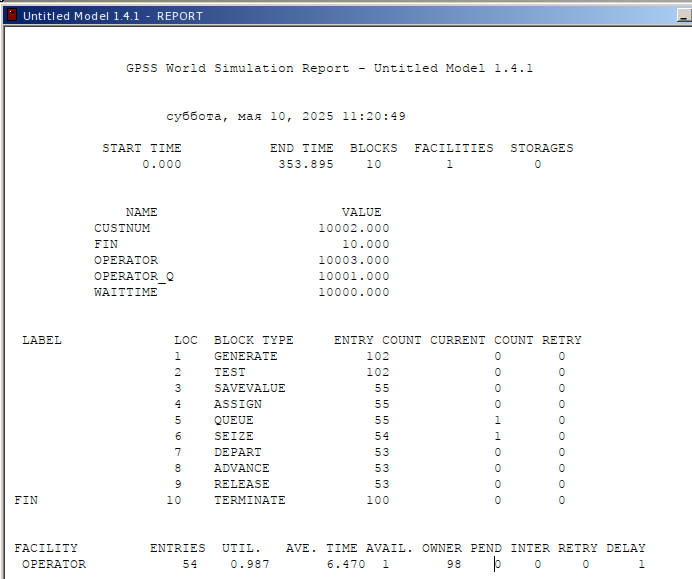 Untitled Model 1.4.1 - REPORT
GPSS World Simulation Report - Untitled Model 1.4.1
суббота, мая 10, 2025 11:20:49
START TIME END TIME BLOCKS FACILITIES STORAGES
0.000 353.895 10 1 0
NAME VALUE
CUSTNUM 10002.000
FIN 10.000
OPERATOR 10003.000
OPERATOR_Q 10001.000
WAITTIME 10000.000
LABEL LOC BLOCK TYPE ENTRY COUNT CURRENT COUNT RETRY
1 GENERATE 102 0 0
2 TEST 102 0 0
3 SAVEVALUE 55 0 0
4 ASSIGN 55 0 0
5 QUEUE 55 1 0
6 SEIZE 54 1 0
7 DEPART 53 0 0
8 ADVANCE 53 0 0
9 RELEASE 53 0 0
FIN 10 TERMINATE 100 0 0
FACILITY ENTRIES UTIL. AVE. TIME AVAIL. OWNER PEND INTER RETRY DELAY
OPERATOR 54 0.987 6.470 1 98 0 0 0 1